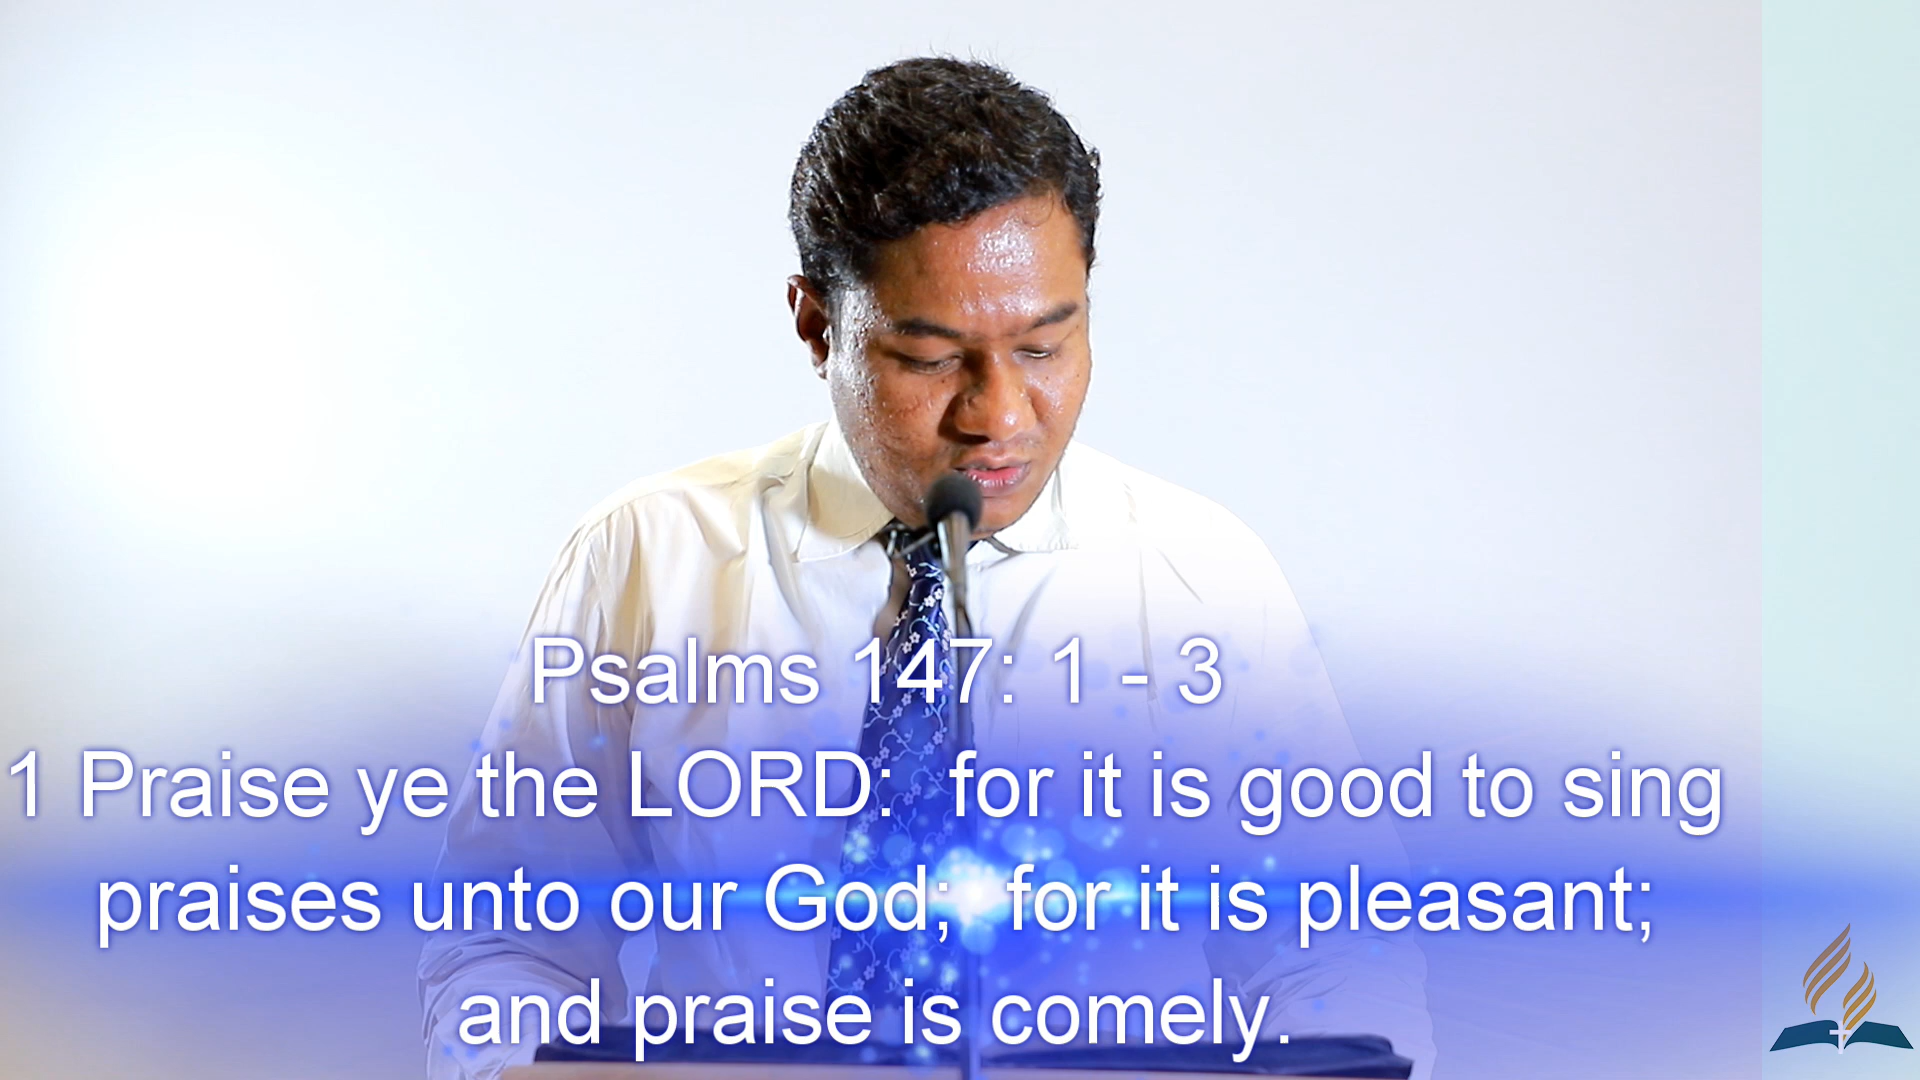 Psalms 147: 1 - 3
1 Praise ye the LORD:  for it is good to sing
praises unto our God;  for it is pleasant;
and praise is comely.